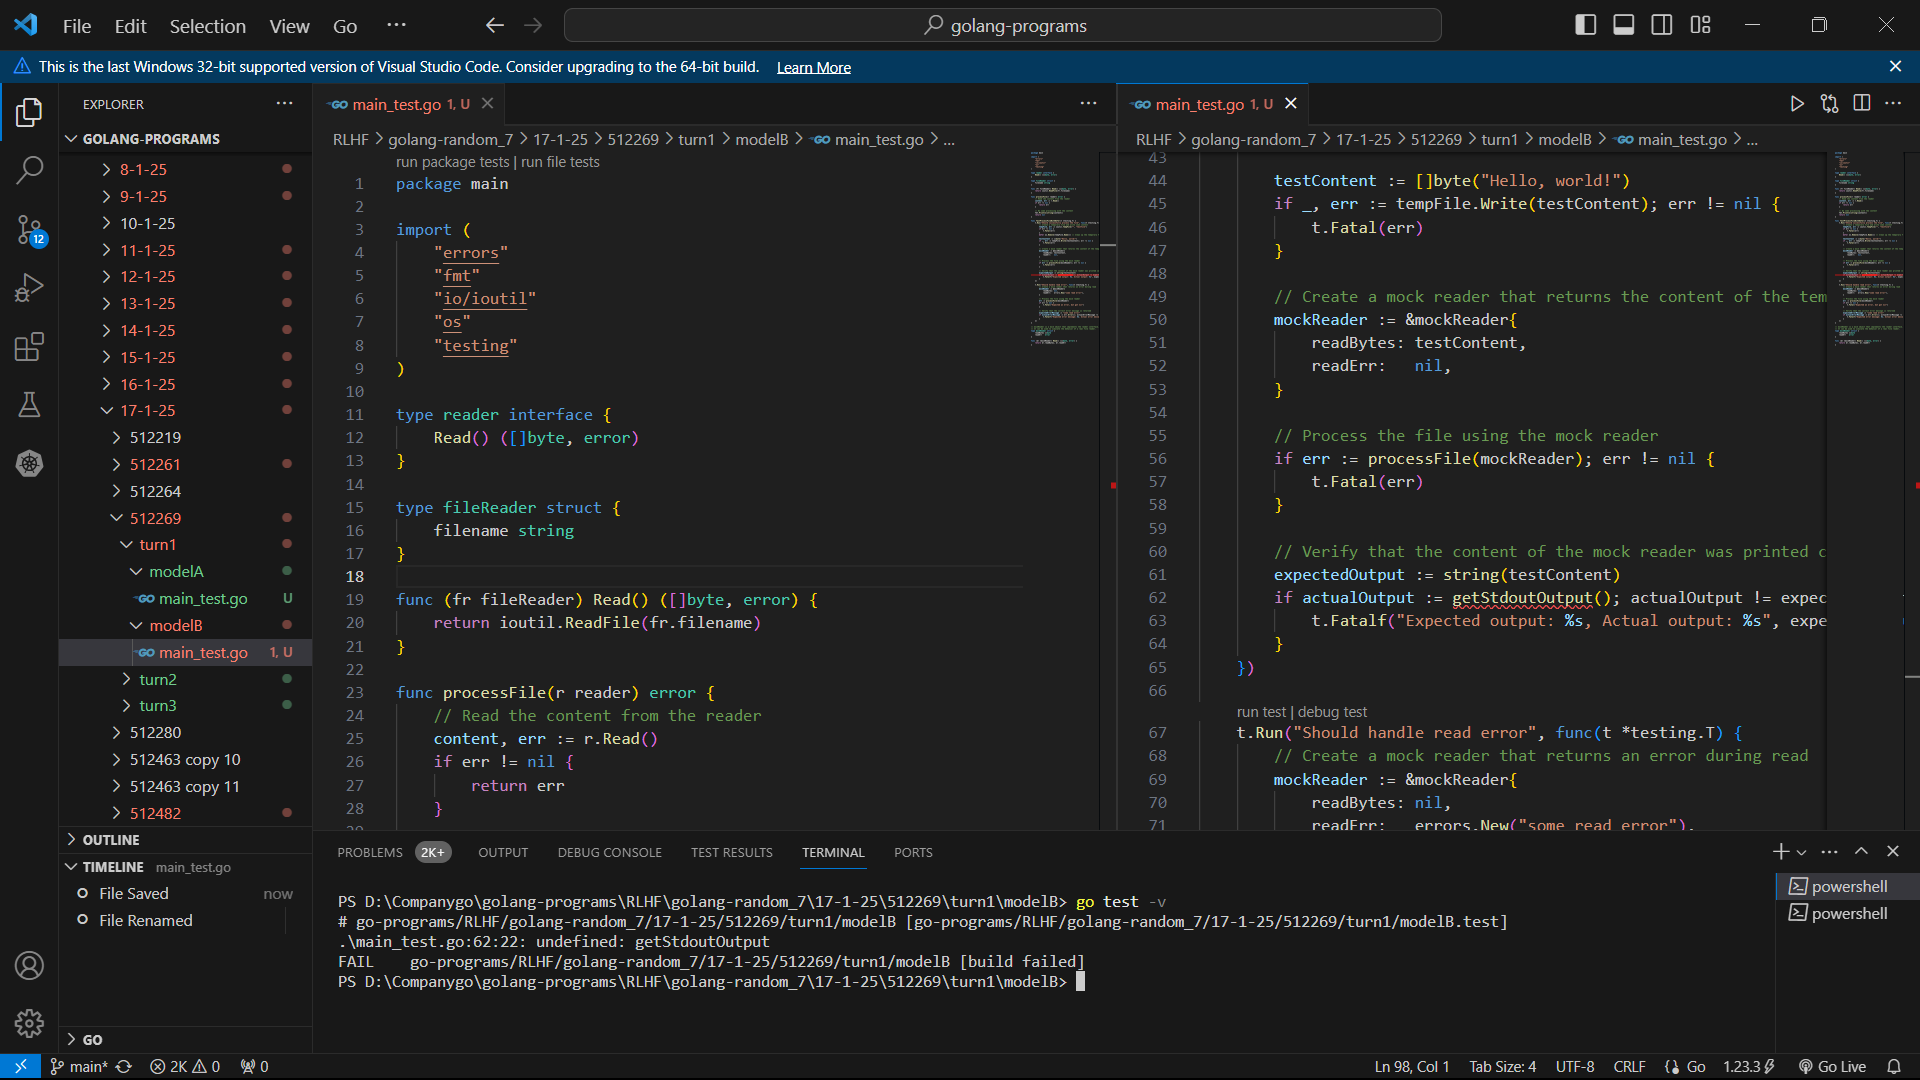 File Edit Selection View Go ··· golang-programs
This is the last Windows 32-bit supported version of Visual Studio Code. Consider upgrading to the 64-bit build. Learn More
EXPLORER
GOLANG-PROGRAMS
8-1-25
9-1-25
10-1-25
11-1-25
12-1-25
13-1-25
14-1-25
15-1-25
16-1-25
17-1-25
512219
512261
512264
512269
turn1
modelA
main_test.go U
modelB
main_test.go 1, U
turn2
turn3
512280
512463 copy 10
512463 copy 11
512482
OUTLINE
TIMELINE main_test.go
File Saved now
File Renamed
GO
12
main_test.go 1, U
RLHF > golang-random_7 > 17-1-25 > 512269 > turn1 > modelB > main_test.go > ...
run package tests | run file tests
1 package main
2
3 import (
4 "errors"
5 "fmt"
6 "io/ioutil"
7 "os"
8 "testing"
9 )
10
11 type reader interface {
12 Read() ([]byte, error)
13 }
14
15 type fileReader struct {
16 filename string
17 }
18
19 func (fr fileReader) Read() ([]byte, error) {
20 return ioutil.ReadFile(fr.filename)
21 }
22
23 func processFile(r reader) error {
24 // Read the content from the reader
25 content, err := r.Read()
26 if err != nil {
27 return err
28 }
main_test.go 1, U
RLHF > golang-random_7 > 17-1-25 > 512269 > turn1 > modelB > main_test.go > ...
43
44 testContent := []byte("Hello, world!")
45 if _, err := tempFile.Write(testContent); err != nil {
46 t.Fatal(err)
47 }
48
49 // Create a mock reader that returns the content of the tem
50 mockReader := &mockReader{
51 readBytes: testContent,
52 readErr: nil,
53 }
54
55 // Process the file using the mock reader
56 if err := processFile(mockReader); err != nil {
57 t.Fatal(err)
58 }
59
60 // Verify that the content of the mock reader was printed c
61 expectedOutput := string(testContent)
62 if actualOutput := getStdoutOutput(); actualOutput != expec
63 t.Fatalf("Expected output: %s, Actual output: %s", expe
64 }
65 })
66
run test | debug test
67 t.Run("Should handle read error", func(t *testing.T) {
68 // Create a mock reader that returns an error during read
69 mockReader := &mockReader{
70 readBytes: nil,
71 readErr: errors.New("some read error"),
PROBLEMS 2K+ OUTPUT DEBUG CONSOLE TEST RESULTS TERMINAL PORTS
PS D:\Companygo\golang-programs\RLHF\golang-random_7\17-1-25\512269\turn1\modelB> go test -v
# go-programs/RLHF/golang-random_7/17-1-25/512269/turn1/modelB [go-programs/RLHF/golang-random_7/17-1-25/512269/turn1/modelB.test]
.\main_test.go:62:22: undefined: getStdoutOutput
FAIL go-programs/RLHF/golang-random_7/17-1-25/512269/turn1/modelB [build failed]
PS D:\Companygo\golang-programs\RLHF\golang-random_7\17-1-25\512269\turn1\modelB>
powershell
powershell
main* 2K 0 0 Ln 98, Col 1 Tab Size: 4 UTF-8 CRLF Go 1.23.3 Go Live